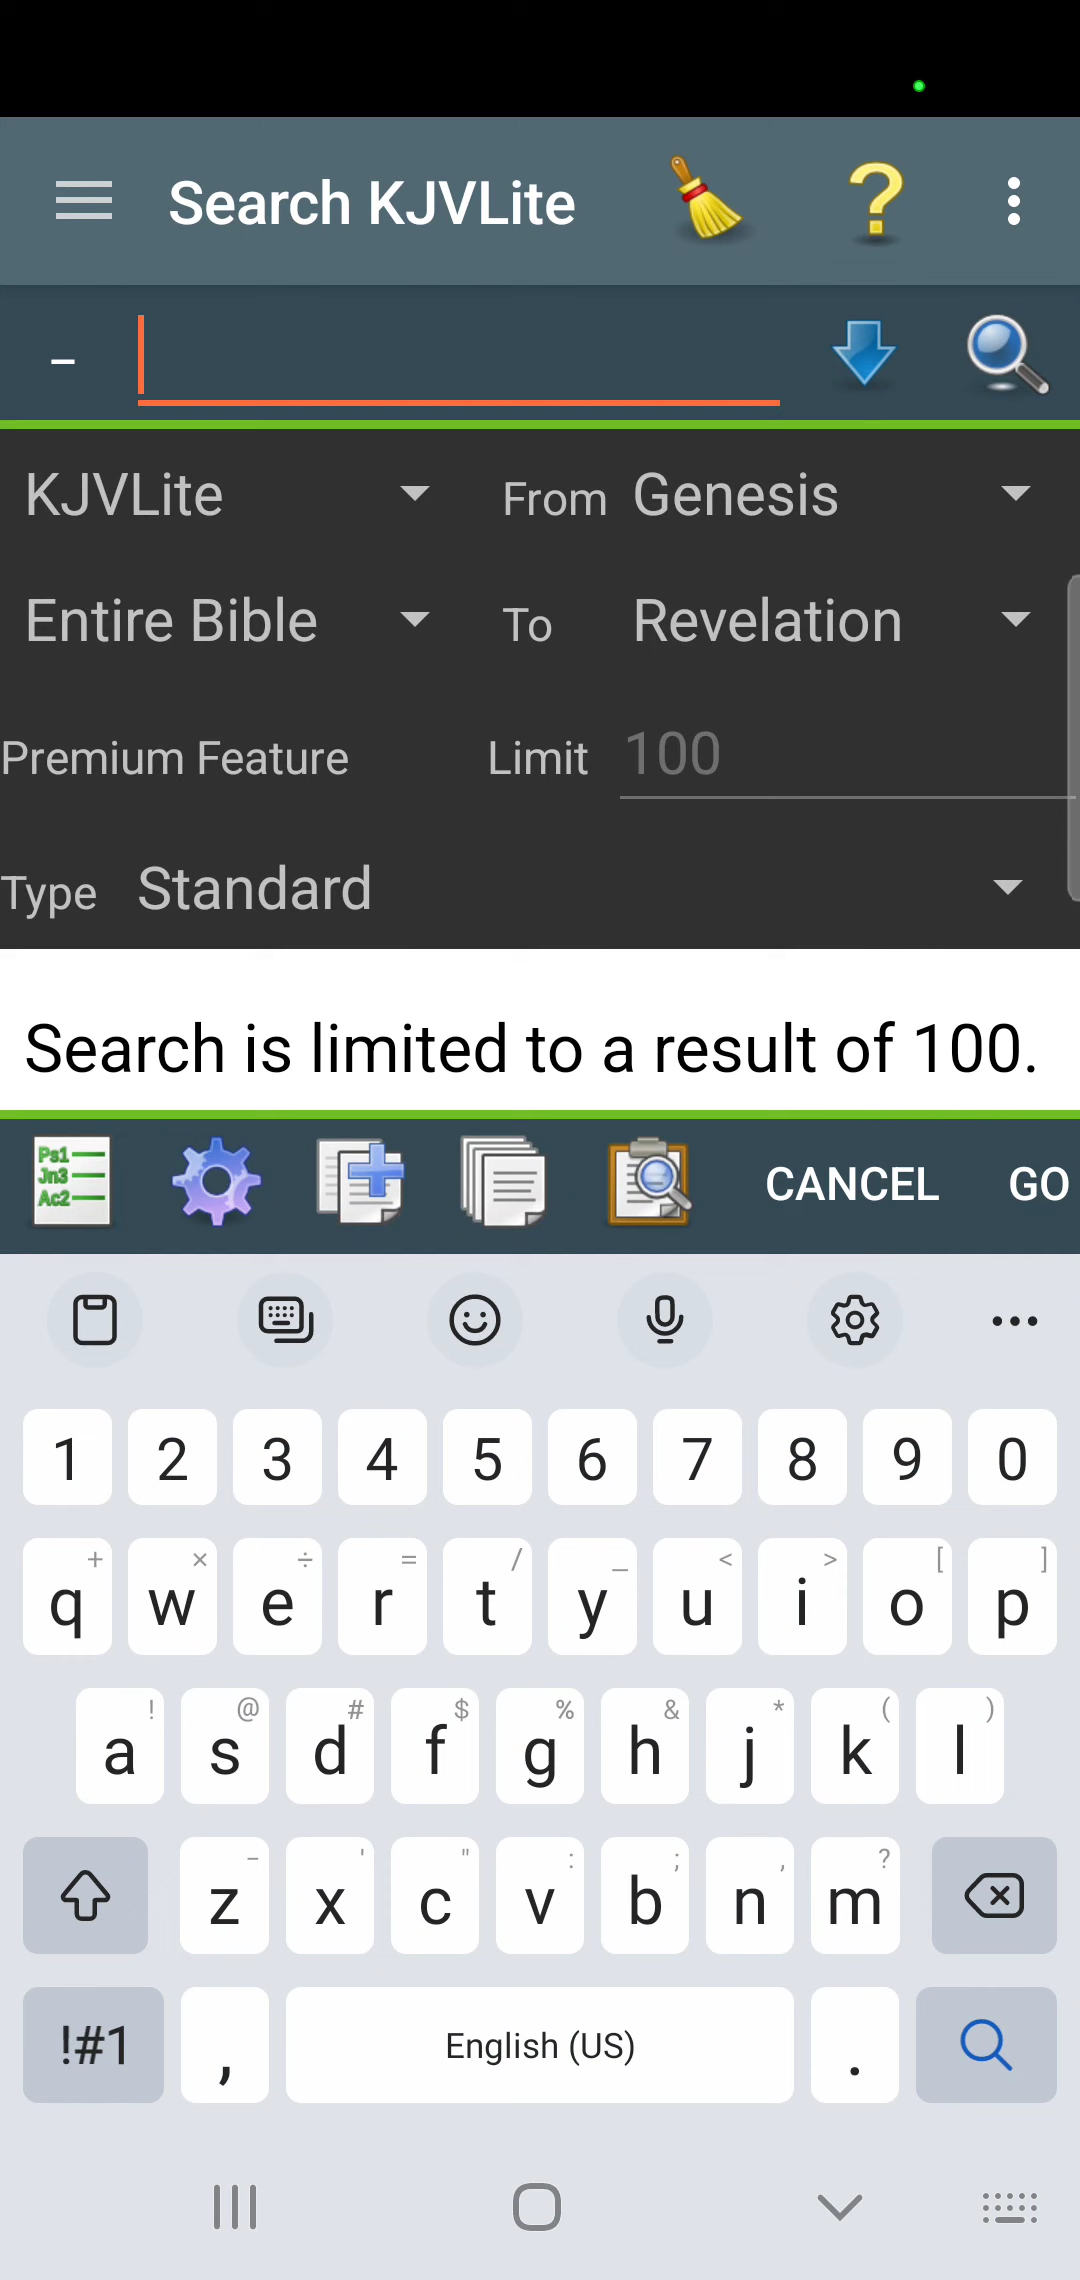 Search KJVLite
–
KJVLite From Genesis
Entire Bible To Revelation
Premium Feature Limit 100
Type Standard
Search is limited to a result of 100.
Ps1
Jn3
Ac2
CANCEL GO
1 2 3 4 5 6 7 8 9 0
+ × ÷ = / _ < > [ ]
q w e r t y u i o p
! @ # $ % & * ( )
a s d f g h j k l
- ' " : ; , ?
z x c v b n m
!#1 , English (US) .